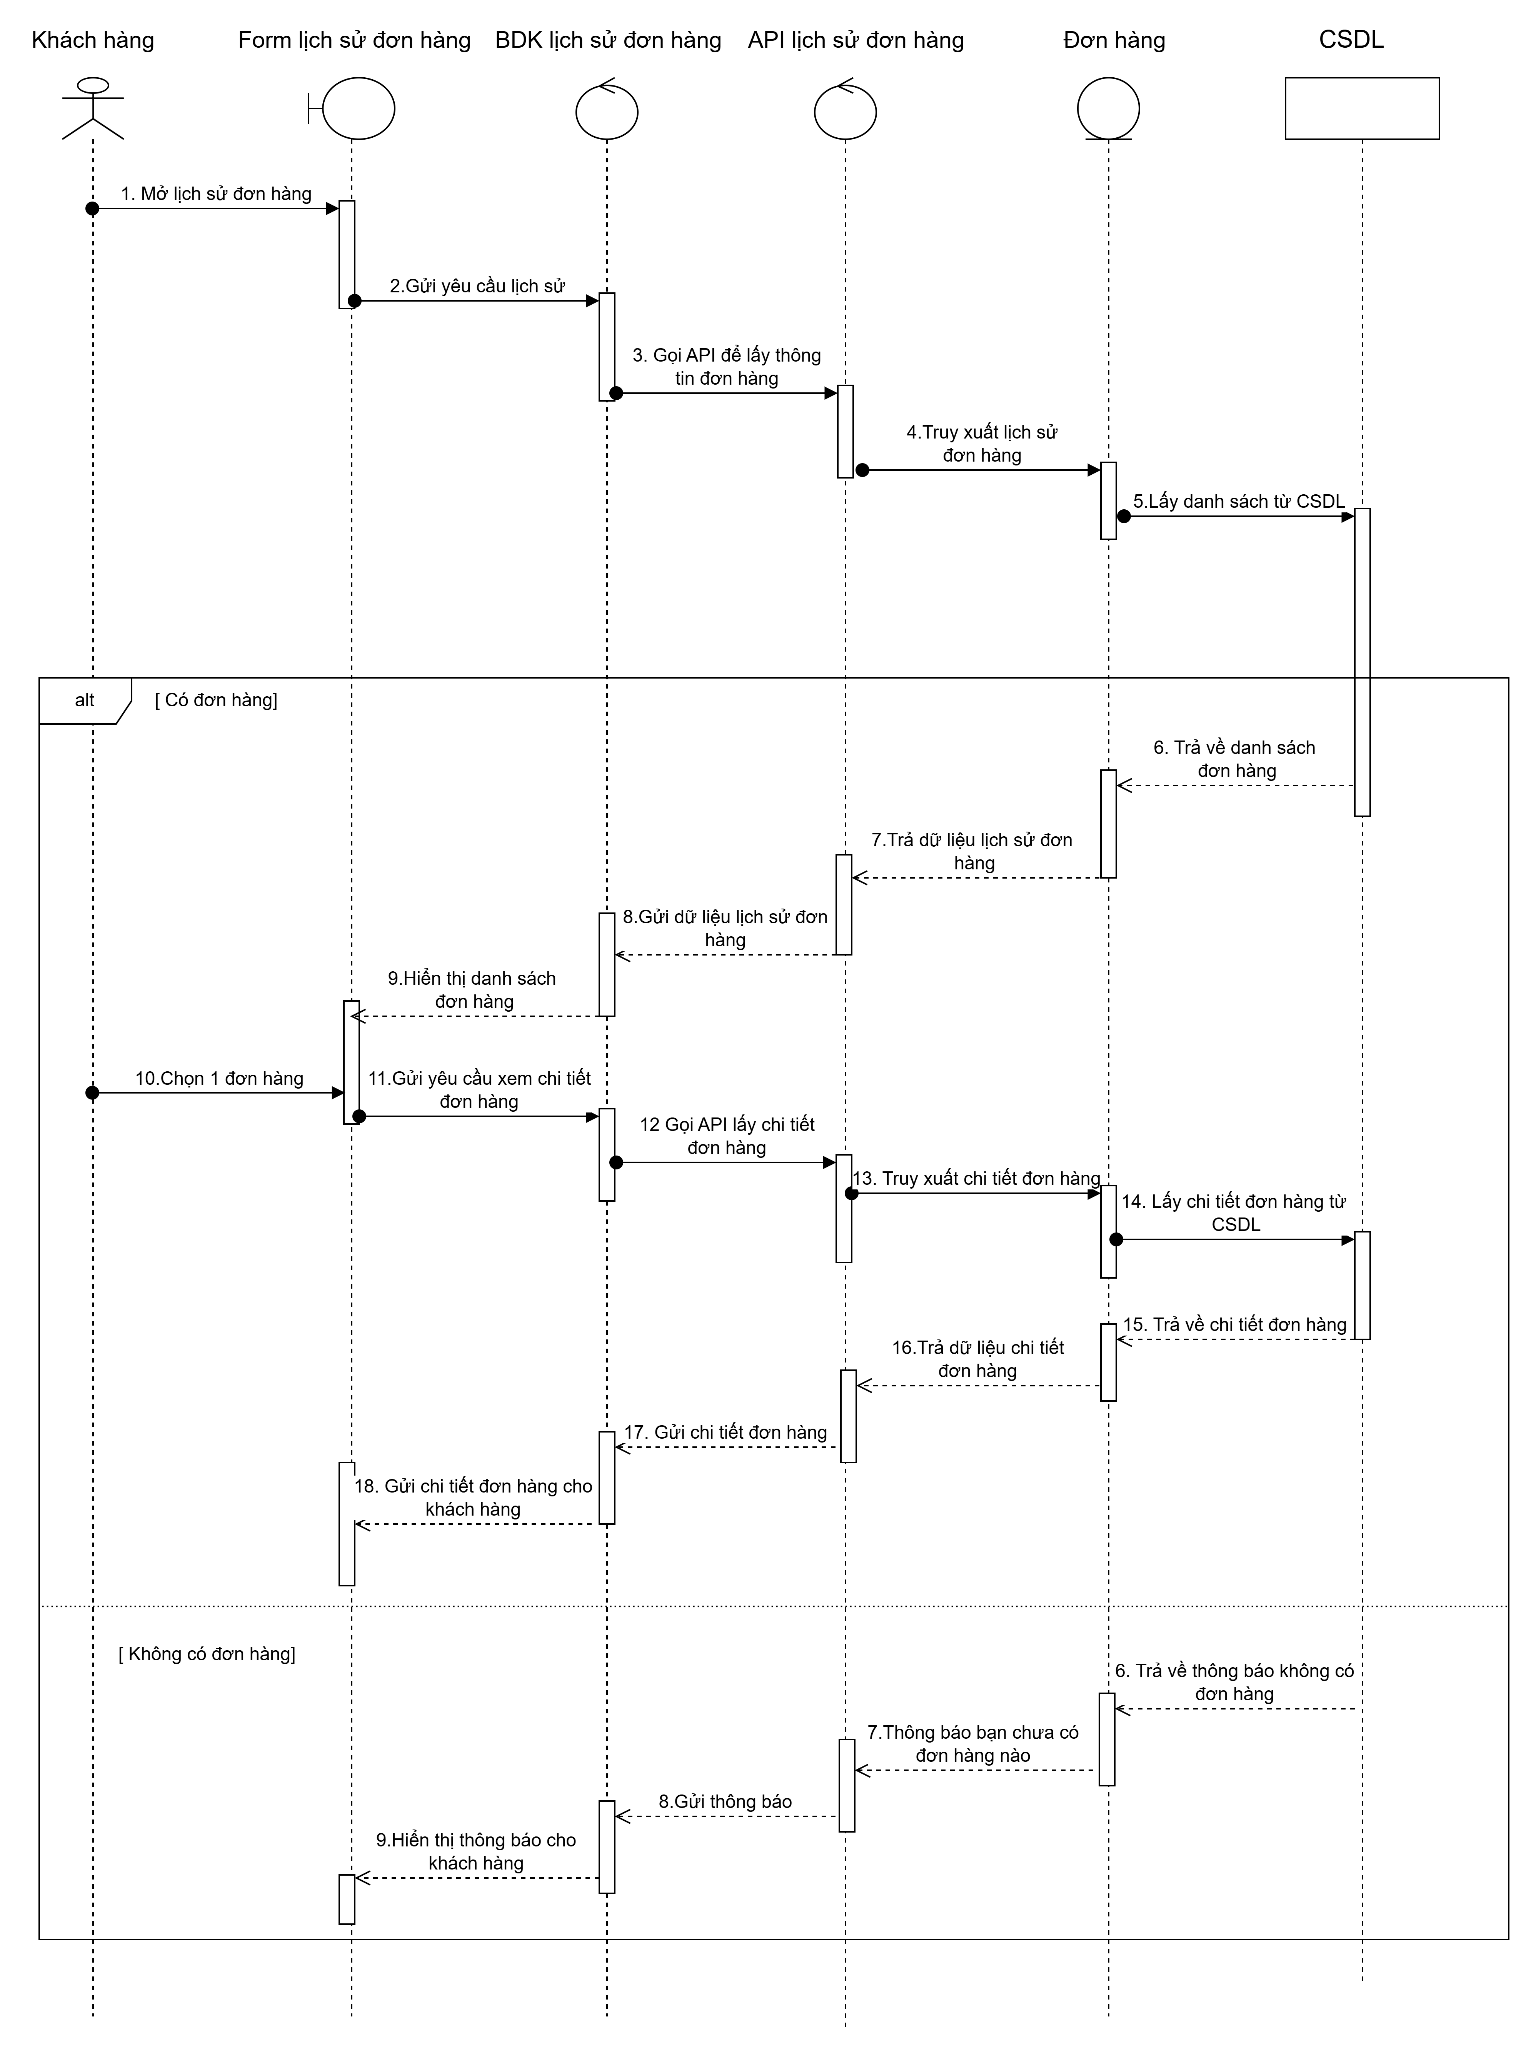 Khách hàng
Form lịch sử đơn hàng
BDK lịch sử đơn hàng
API lịch sử đơn hàng
Đơn hàng
CSDL
1. Mở lịch sử đơn hàng
2.Gửi yêu cầu lịch sử
3. Gọi API để lấy thông
tin đơn hàng
4.Truy xuất lịch sử
đơn hàng
5.Lấy danh sách từ CSDL
alt
[ Có đơn hàng]
6. Trả về danh sách
đơn hàng
7.Trả dữ liệu lịch sử đơn
hàng
8.Gửi dữ liệu lịch sử đơn
hàng
9.Hiển thị danh sách
đơn hàng
10.Chọn 1 đơn hàng
11.Gửi yêu cầu xem chi tiết
đơn hàng
12 Gọi API lấy chi tiết
đơn hàng
13. Truy xuất chi tiết đơn hàng
14. Lấy chi tiết đơn hàng từ
CSDL
15. Trả về chi tiết đơn hàng
16.Trả dữ liệu chi tiết
đơn hàng
17. Gửi chi tiết đơn hàng
18. Gửi chi tiết đơn hàng cho
khách hàng
[ Không có đơn hàng]
6. Trả về thông báo không có
đơn hàng
7.Thông báo bạn chưa có
đơn hàng nào
8.Gửi thông báo
9.Hiển thị thông báo cho
khách hàng